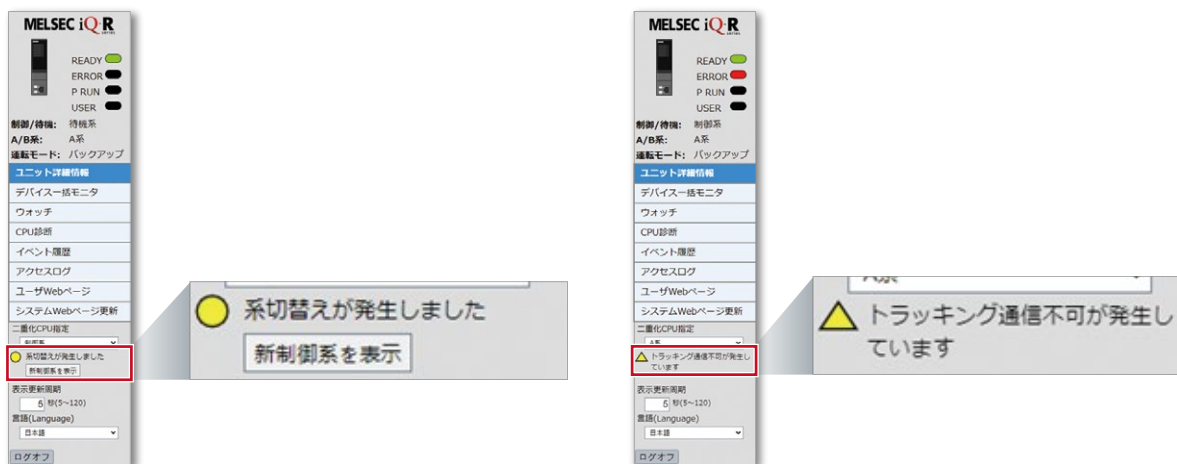 MELSEC iQ-R
series
READY
ERROR
P RUN
USER
制御/待機: 待機系
A/B系: A系
運転モード: バックアップ
ユニット詳細情報
デバイス一括モニタ
ウォッチ
CPU診断
イベント履歴
アクセスログ
ユーザWebページ
システムWebページ更新
二重化CPU指定
制御系
系切替えが発生しました
新制御系を表示
表示更新周期
5 秒(5~120)
言語(Language)
日本語
ログオフ
系切替えが発生しました
新制御系を表示
MELSEC iQ-R
series
READY
ERROR
P RUN
USER
制御/待機: 制御系
A/B系: A系
運転モード: バックアップ
ユニット詳細情報
デバイス一括モニタ
ウォッチ
CPU診断
イベント履歴
アクセスログ
ユーザWebページ
システムWebページ更新
二重化CPU指定
A系
トラッキング通信不可が発生し
ています
表示更新周期
5 秒(5~120)
言語(Language)
日本語
ログオフ
A系
トラッキング通信不可が発生し
ています